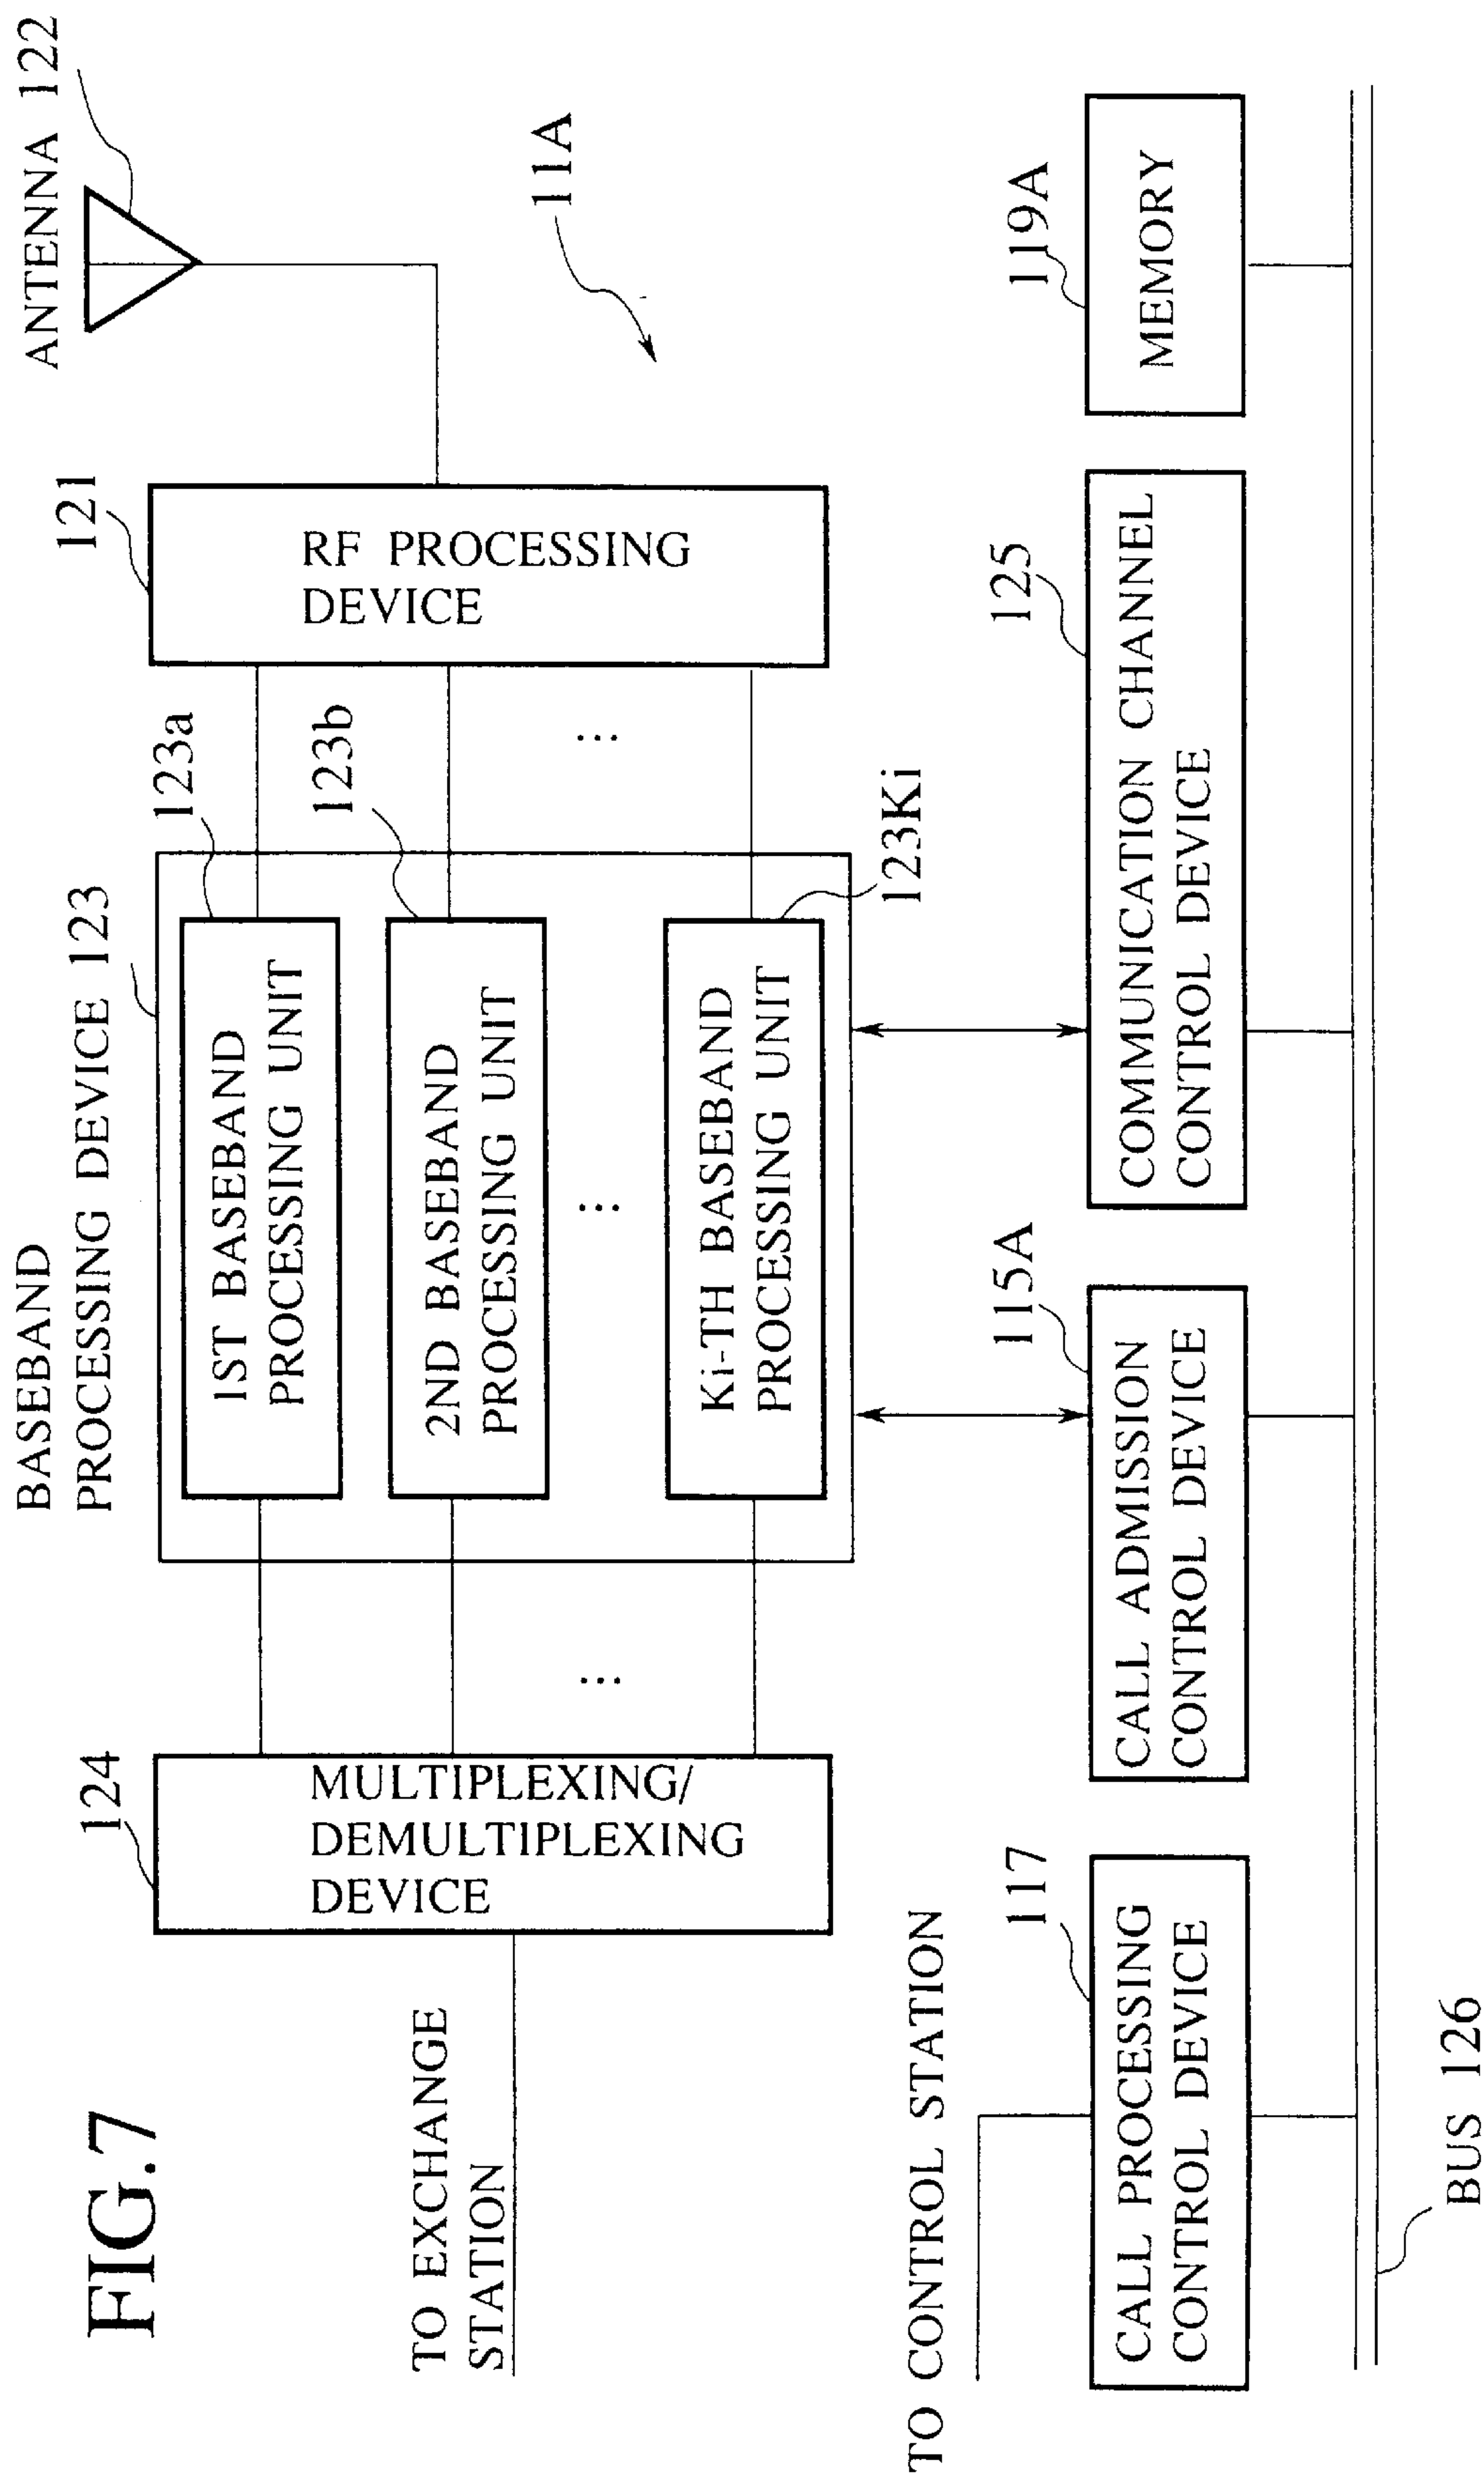 FIG.7
BASEBAND
PROCESSING DEVICE 123
ANTENNA 122
124
123a
121
123b
11A
TO EXCHANGE
STATION
MULTIPLEXING/
DEMULTIPLEXING
DEVICE
1ST BASEBAND
PROCESSING UNIT
2ND BASEBAND
PROCESSING UNIT
...
...
...
Ki-TH BASEBAND
PROCESSING UNIT
RF PROCESSING
DEVICE
123Ki
TO CONTROL STATION
117
115A
125
119A
CALL PROCESSING
CONTROL DEVICE
CALL ADMISSION
CONTROL DEVICE
COMMUNICATION CHANNEL
CONTROL DEVICE
MEMORY
BUS 126